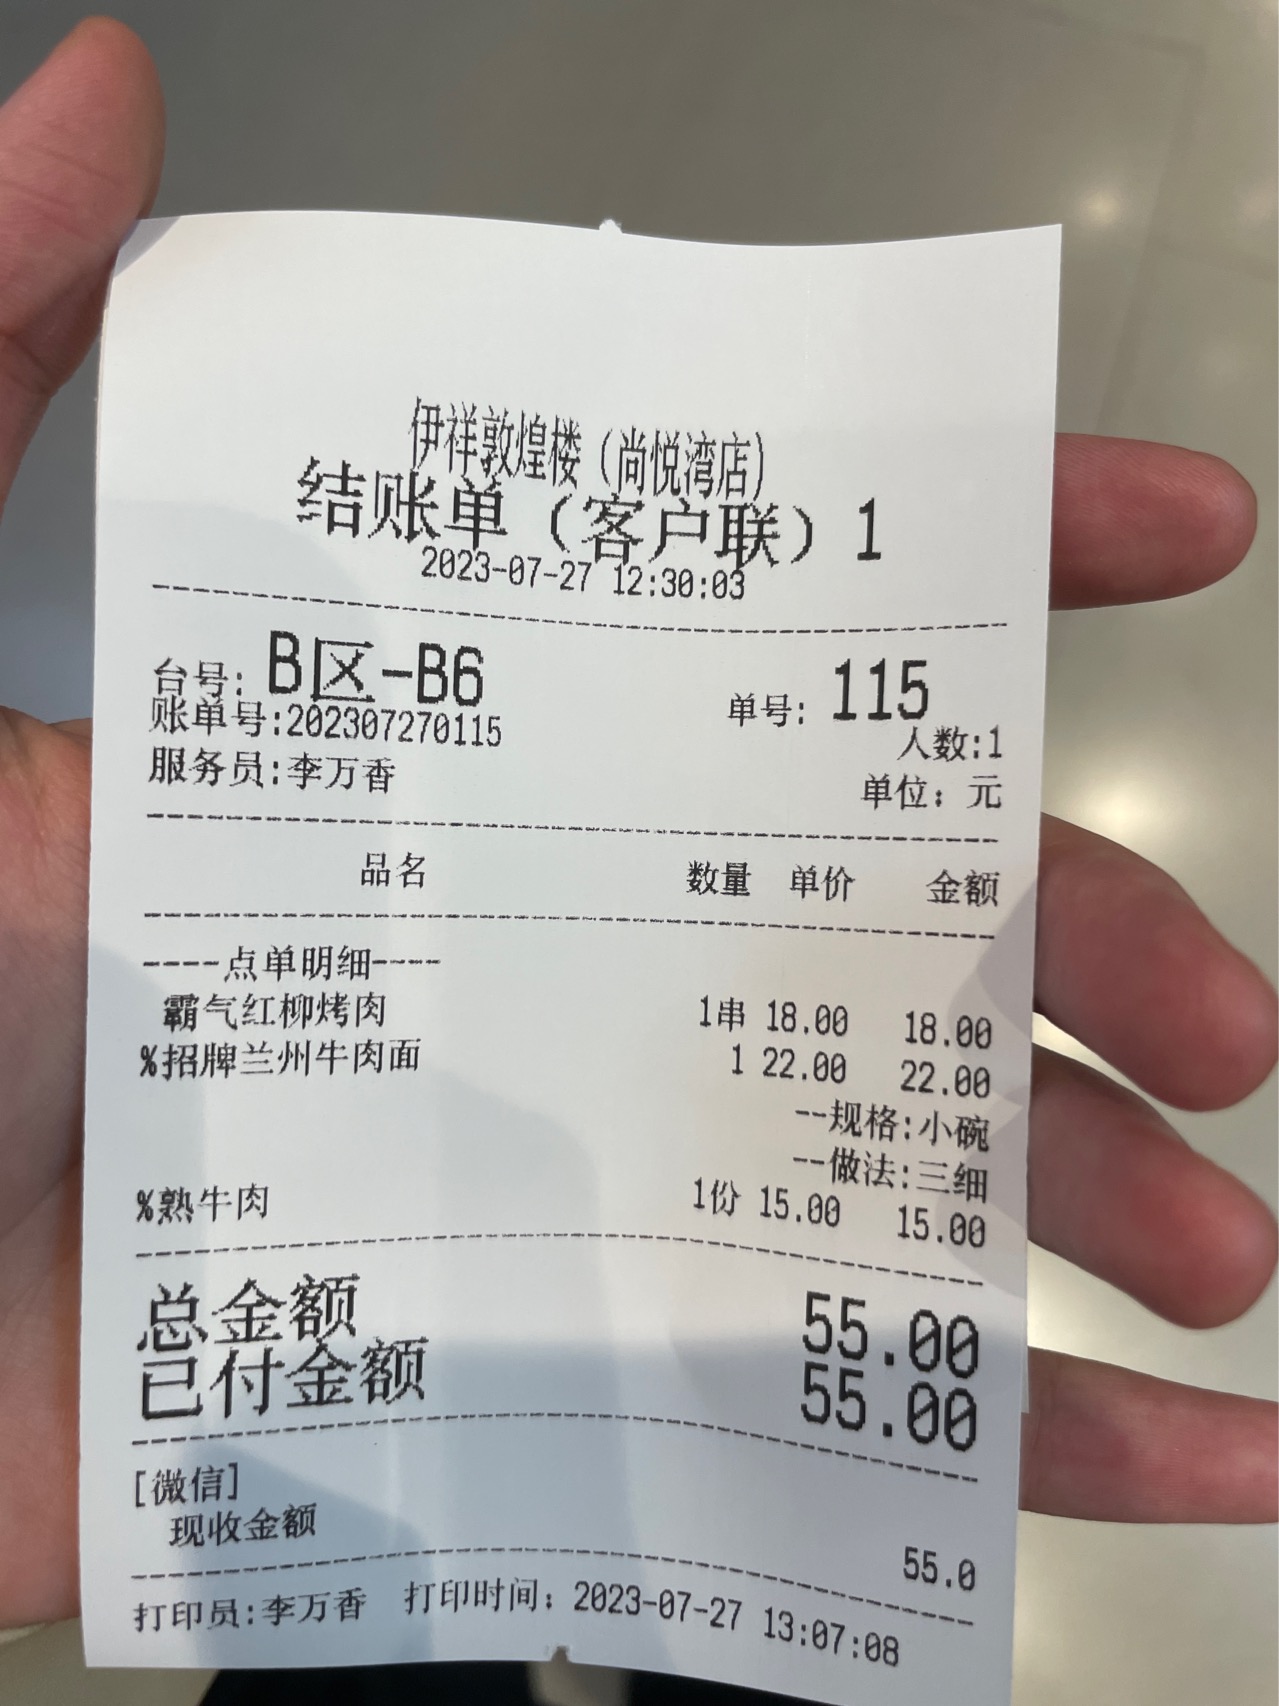 伊祥敦煌楼（尚悦湾店）
结账单（客户联）1
2023-07-27 12:30:03
台号: B区-B6 单号: 115
账单号:202307270115 人数:1
服务员:李万香 单位: 元
品名 数量 单价 金额
----点单明细----
霸气红柳烤肉 1串 18.00 18.00
%招牌兰州牛肉面 1 22.00 22.00
--规格:小碗
--做法:三细
%熟牛肉 1份 15.00 15.00
总金额 55.00
已付金额 55.00
[微信]
现收金额 55.0
打印员:李万香 打印时间: 2023-07-27 13:07:08